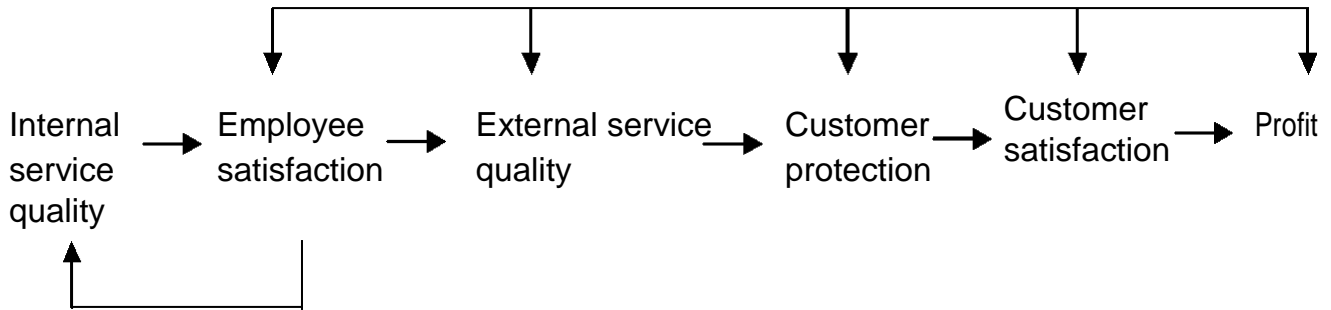 Internal
service
quality
Employee
satisfaction
External service
quality
Customer
protection
Customer
satisfaction
Profit